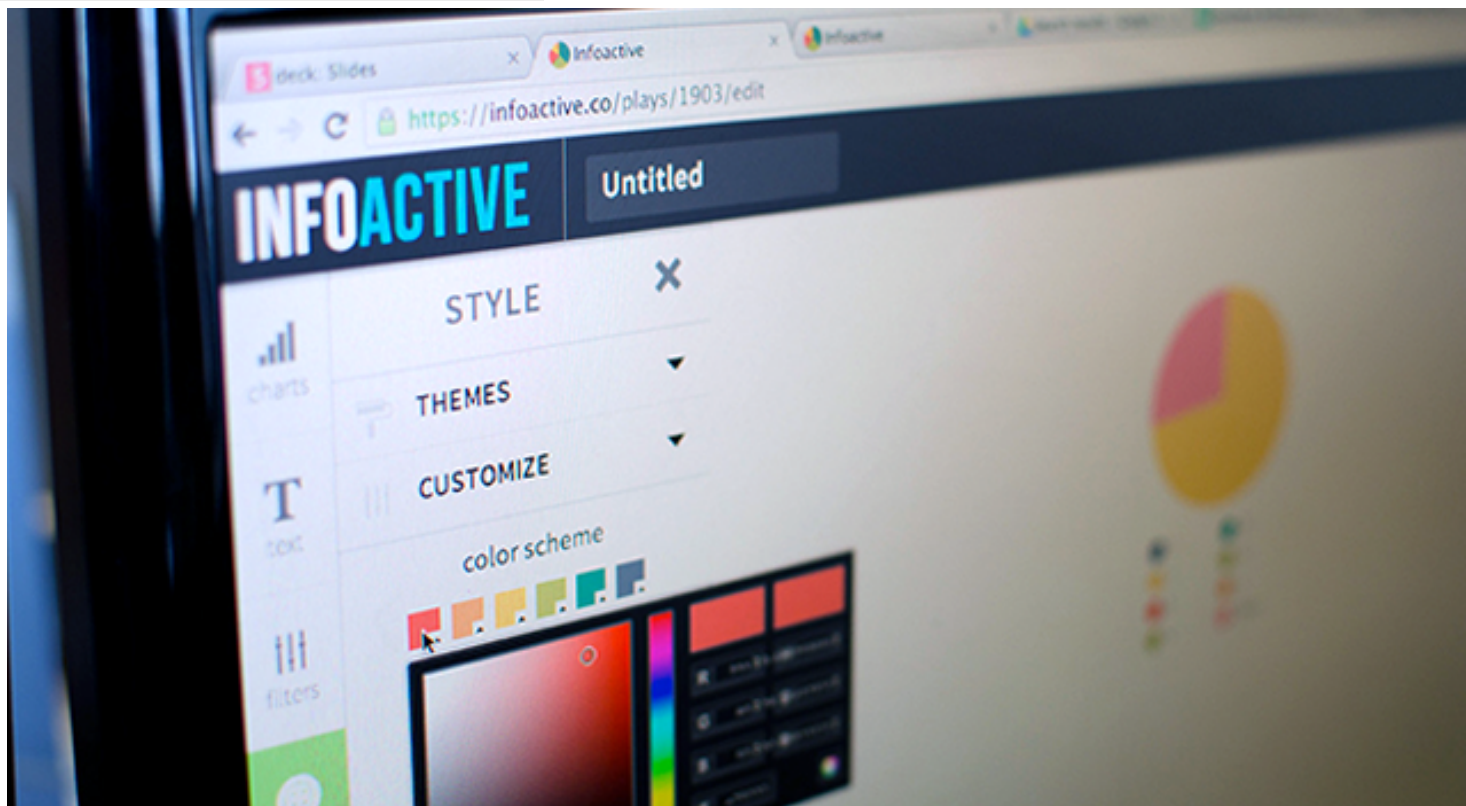 deck: Slides
Infoactive
Infoactive
https://infoactive.co/plays/1903/edit
INFOACTIVE
Untitled
STYLE
charts
THEMES
CUSTOMIZE
text
color scheme
filters
R
G
B